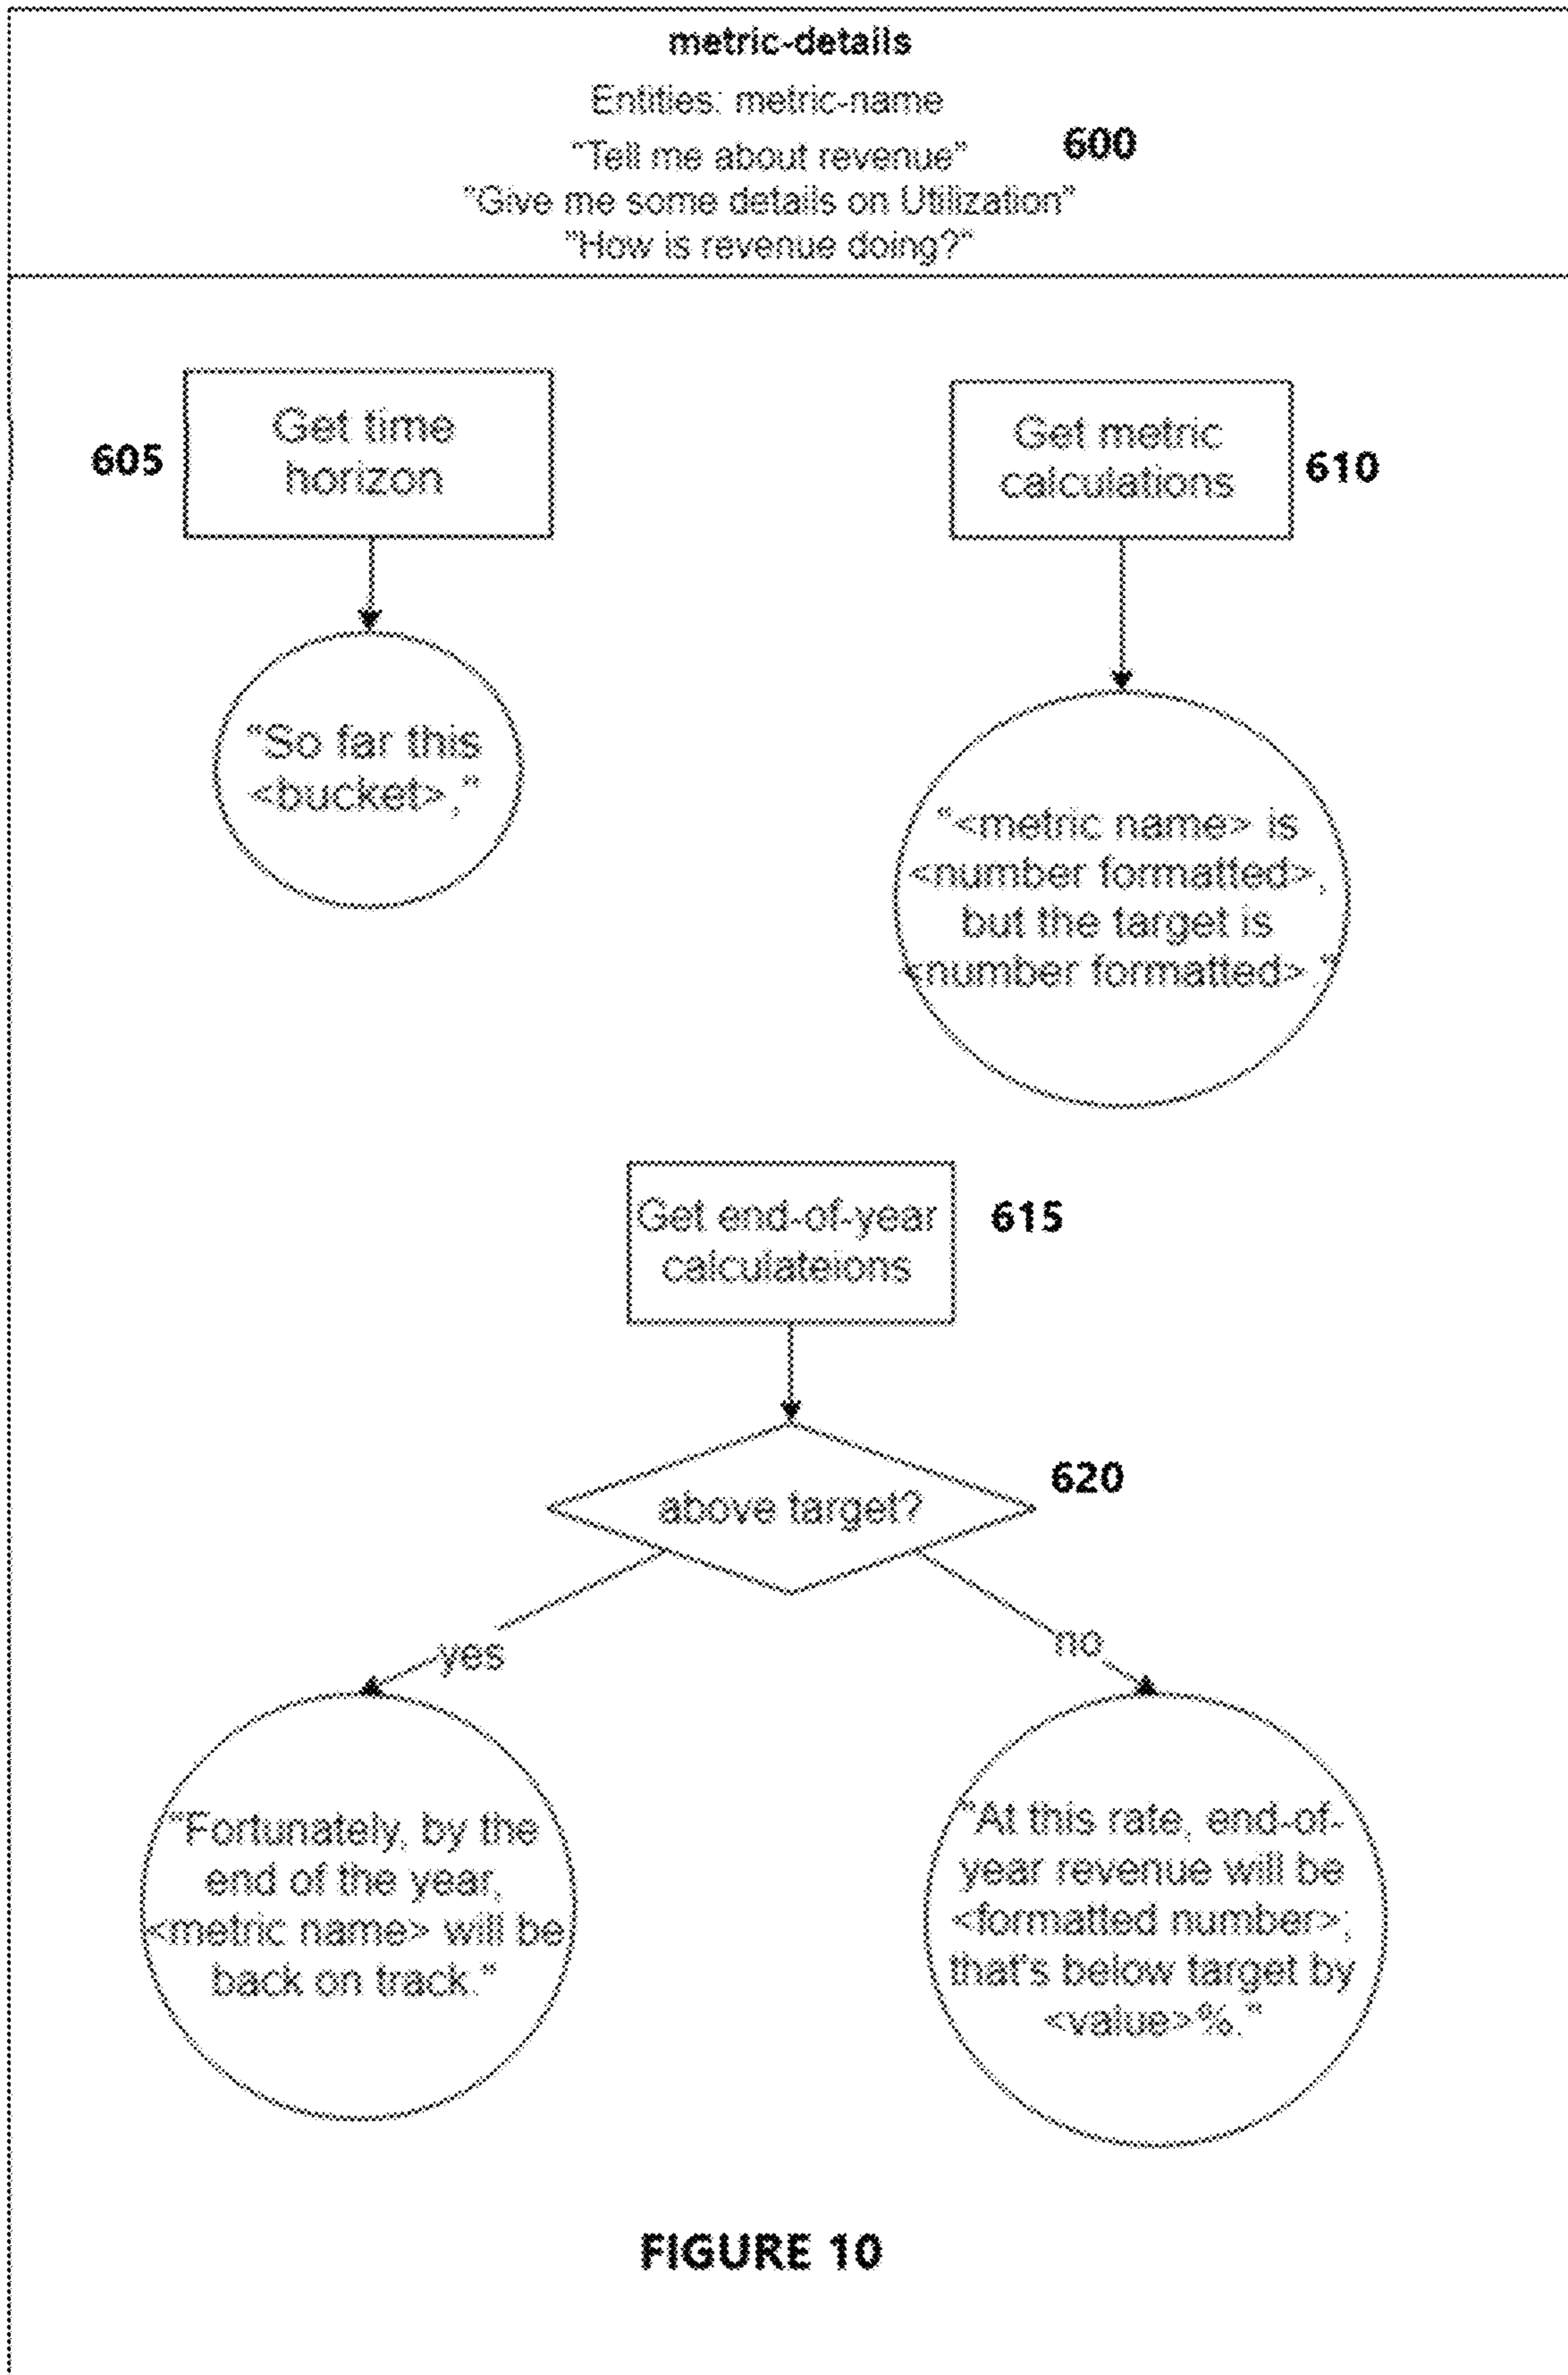 metric-details
Entities: metric-name
"Tell me about revenue"
600
"Give me some details on Utilization"
"How is revenue doing?"
605
Get time
horizon
Get metric
calculations
610
"So far this
<bucket>,"
"<metric name> is
<number formatted>,
but the target is
<number formatted>."
Get end-of-year
calculateions
615
above target?
620
yes
no
"Fortunately, by the
end of the year,
<metric name> will be
back on track."
"At this rate, end-of-
year revenue will be
<formatted number>;
that's below target by
<value>%."
FIGURE 10